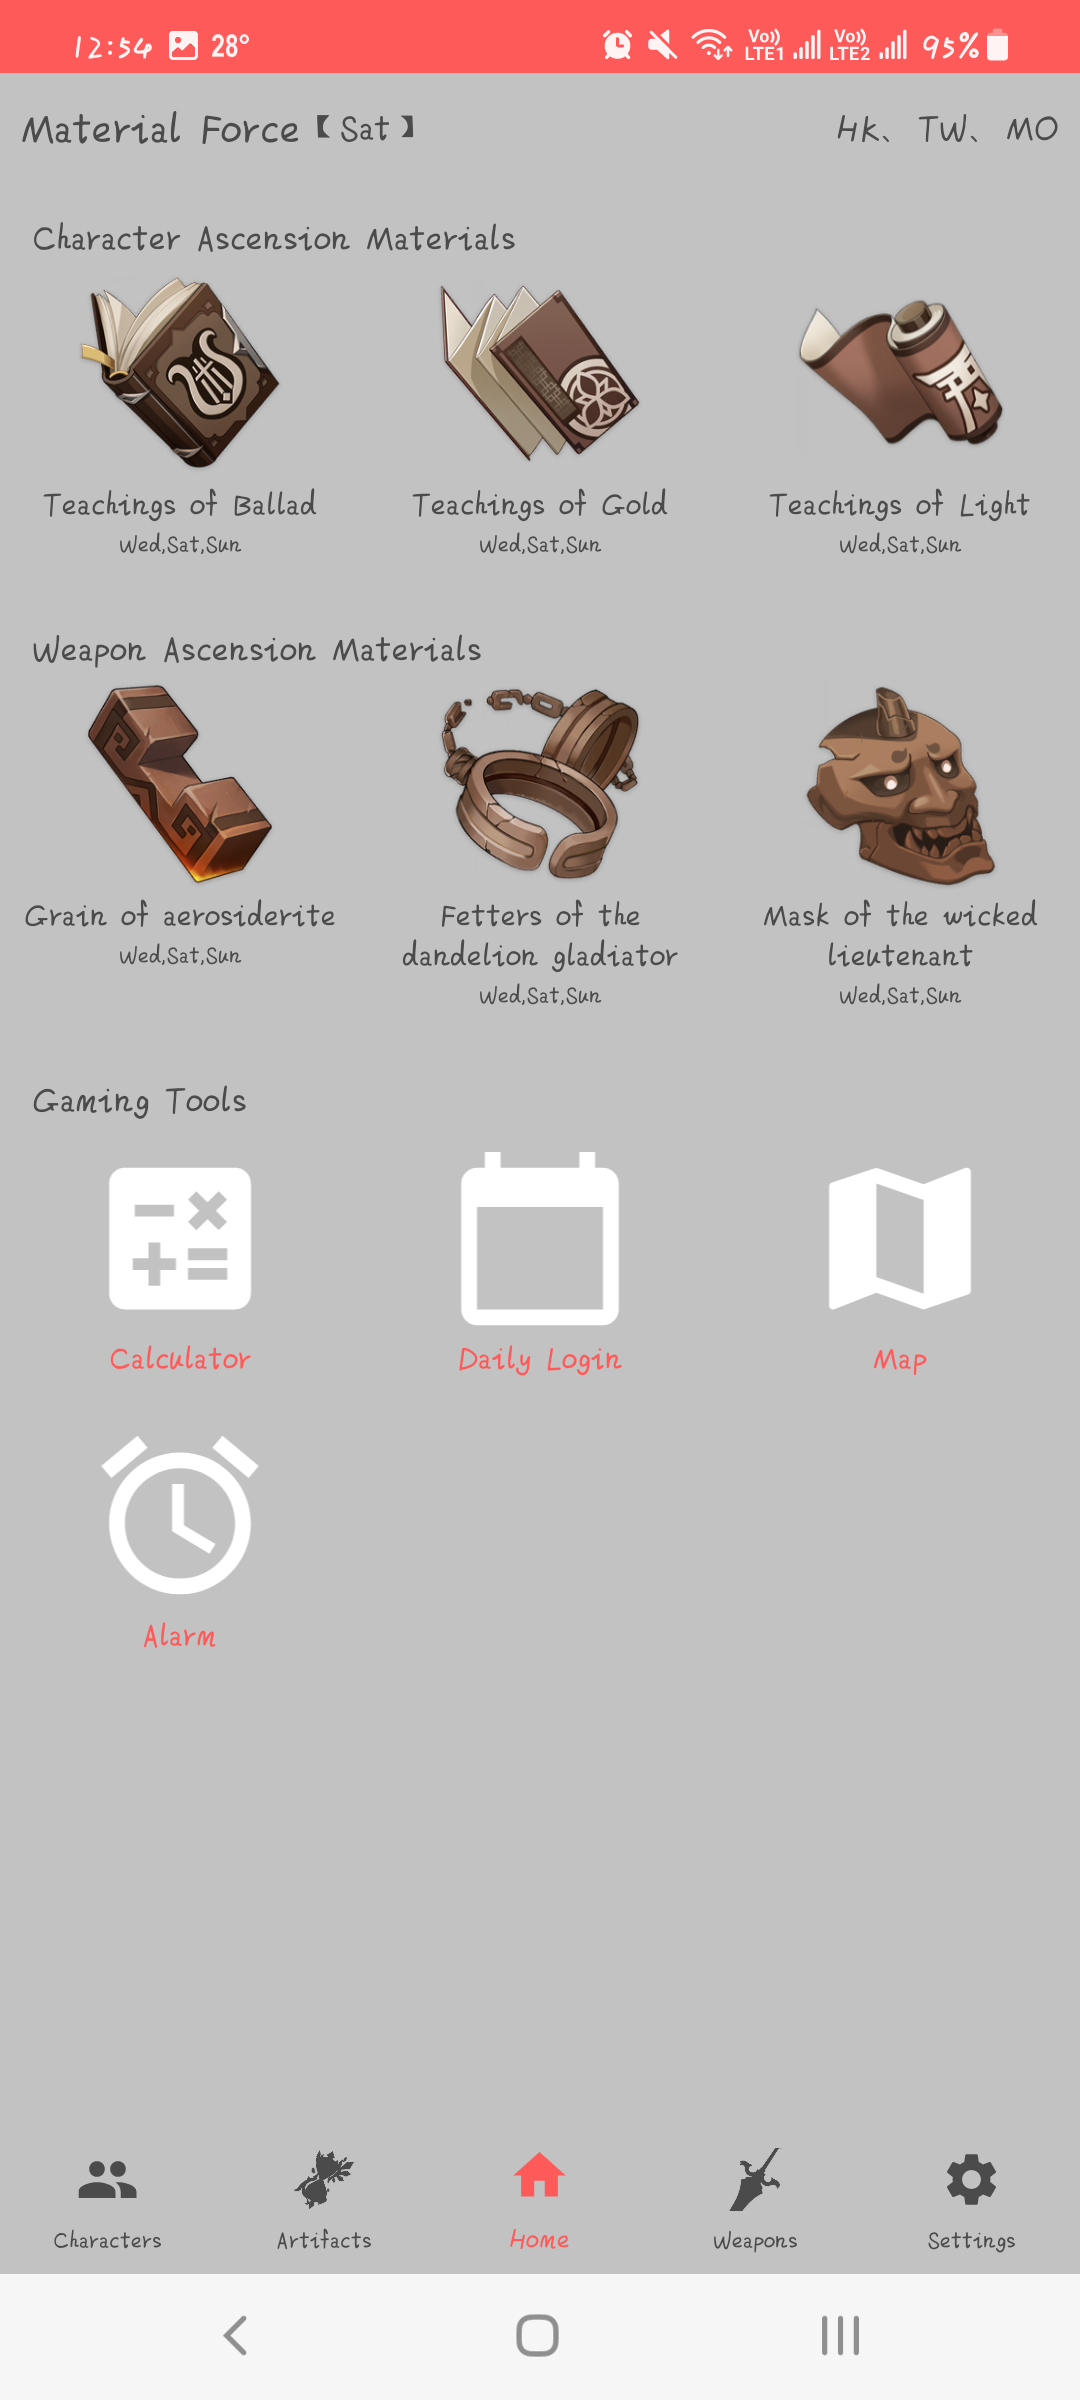 12:54 28° Vo)) LTE1 Vo)) LTE2 95%
Material Force【Sat】 HK、 TW、 MO
Character Ascension Materials
Teachings of Ballad
Wed,Sat,Sun
Teachings of Gold
Wed,Sat,Sun
Teachings of Light
Wed,Sat,Sun
Weapon Ascension Materials
Grain of aerosiderite
Wed,Sat,Sun
Fetters of the
dandelion gladiator
Wed,Sat,Sun
Mask of the wicked
lieutenant
Wed,Sat,Sun
Gaming Tools
Calculator
Daily Login
Map
Alarm
Characters
Artifacts
Home
Weapons
Settings